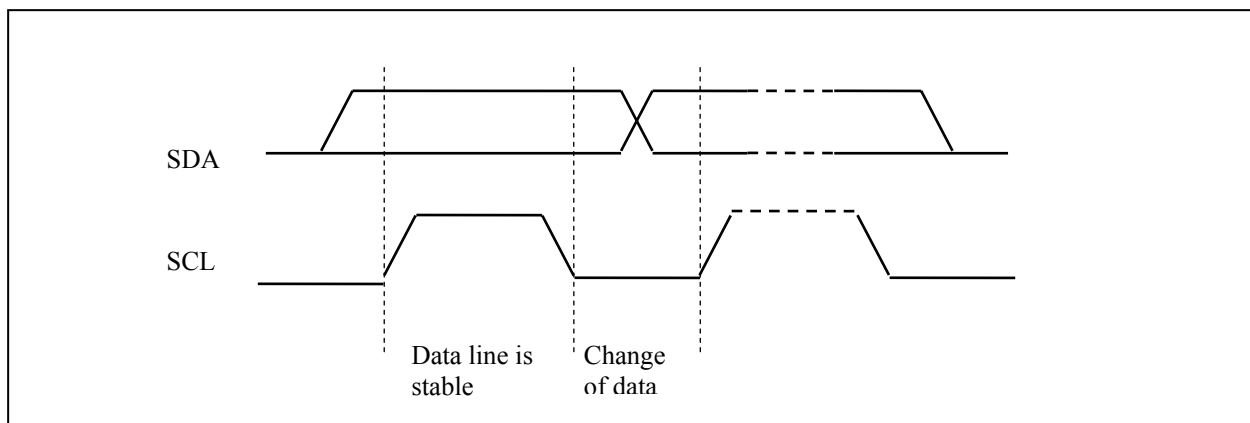 SDA
SCL
Data line is
stable
Change
of data